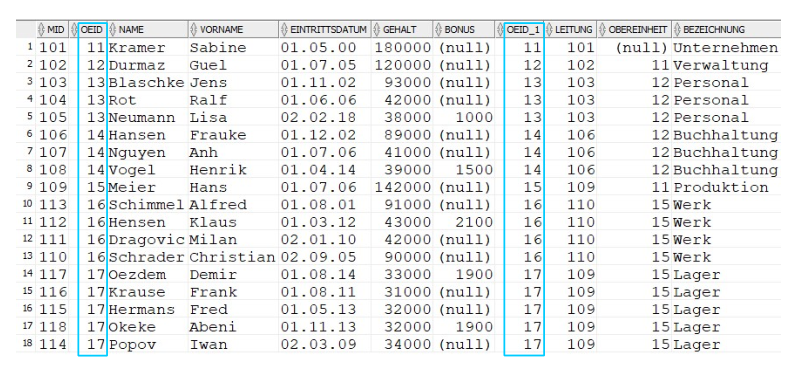 MID OEID NAME VORNAME EINTRITTSDATUM GEHALT BONUS OEID_1 LEITUNG OBEREINHEIT BEZEICHNUNG
1 101 11 Kramer Sabine 01.05.00 180000 (null) 11 101 (null) Unternehmen
2 102 12 Durmaz Guel 01.07.05 120000 (null) 12 102 11 Verwaltung
3 103 13 Blaschke Jens 01.11.02 93000 (null) 13 103 12 Personal
4 104 13 Rot Ralf 01.06.06 42000 (null) 13 103 12 Personal
5 105 13 Neumann Lisa 02.02.18 38000 1000 13 103 12 Personal
6 106 14 Hansen Frauke 01.12.02 89000 (null) 14 106 12 Buchhaltung
7 107 14 Nguyen Anh 01.07.06 41000 (null) 14 106 12 Buchhaltung
8 108 14 Vogel Henrik 01.04.14 39000 1500 14 106 12 Buchhaltung
9 109 15 Meier Hans 01.07.06 142000 (null) 15 109 11 Produktion
10 113 16 Schimmel Alfred 01.08.01 91000 (null) 16 110 15 Werk
11 112 16 Hensen Klaus 01.03.12 43000 2100 16 110 15 Werk
12 111 16 Dragovic Milan 02.01.10 42000 (null) 16 110 15 Werk
13 110 16 Schrader Christian 02.09.05 90000 (null) 16 110 15 Werk
14 117 17 Oezdem Demir 01.08.14 33000 1900 17 109 15 Lager
15 116 17 Krause Frank 01.08.11 31000 (null) 17 109 15 Lager
16 115 17 Hermans Fred 01.05.13 32000 (null) 17 109 15 Lager
17 118 17 Okeke Abeni 01.11.13 32000 1900 17 109 15 Lager
18 114 17 Popov Iwan 02.03.09 34000 (null) 17 109 15 Lager